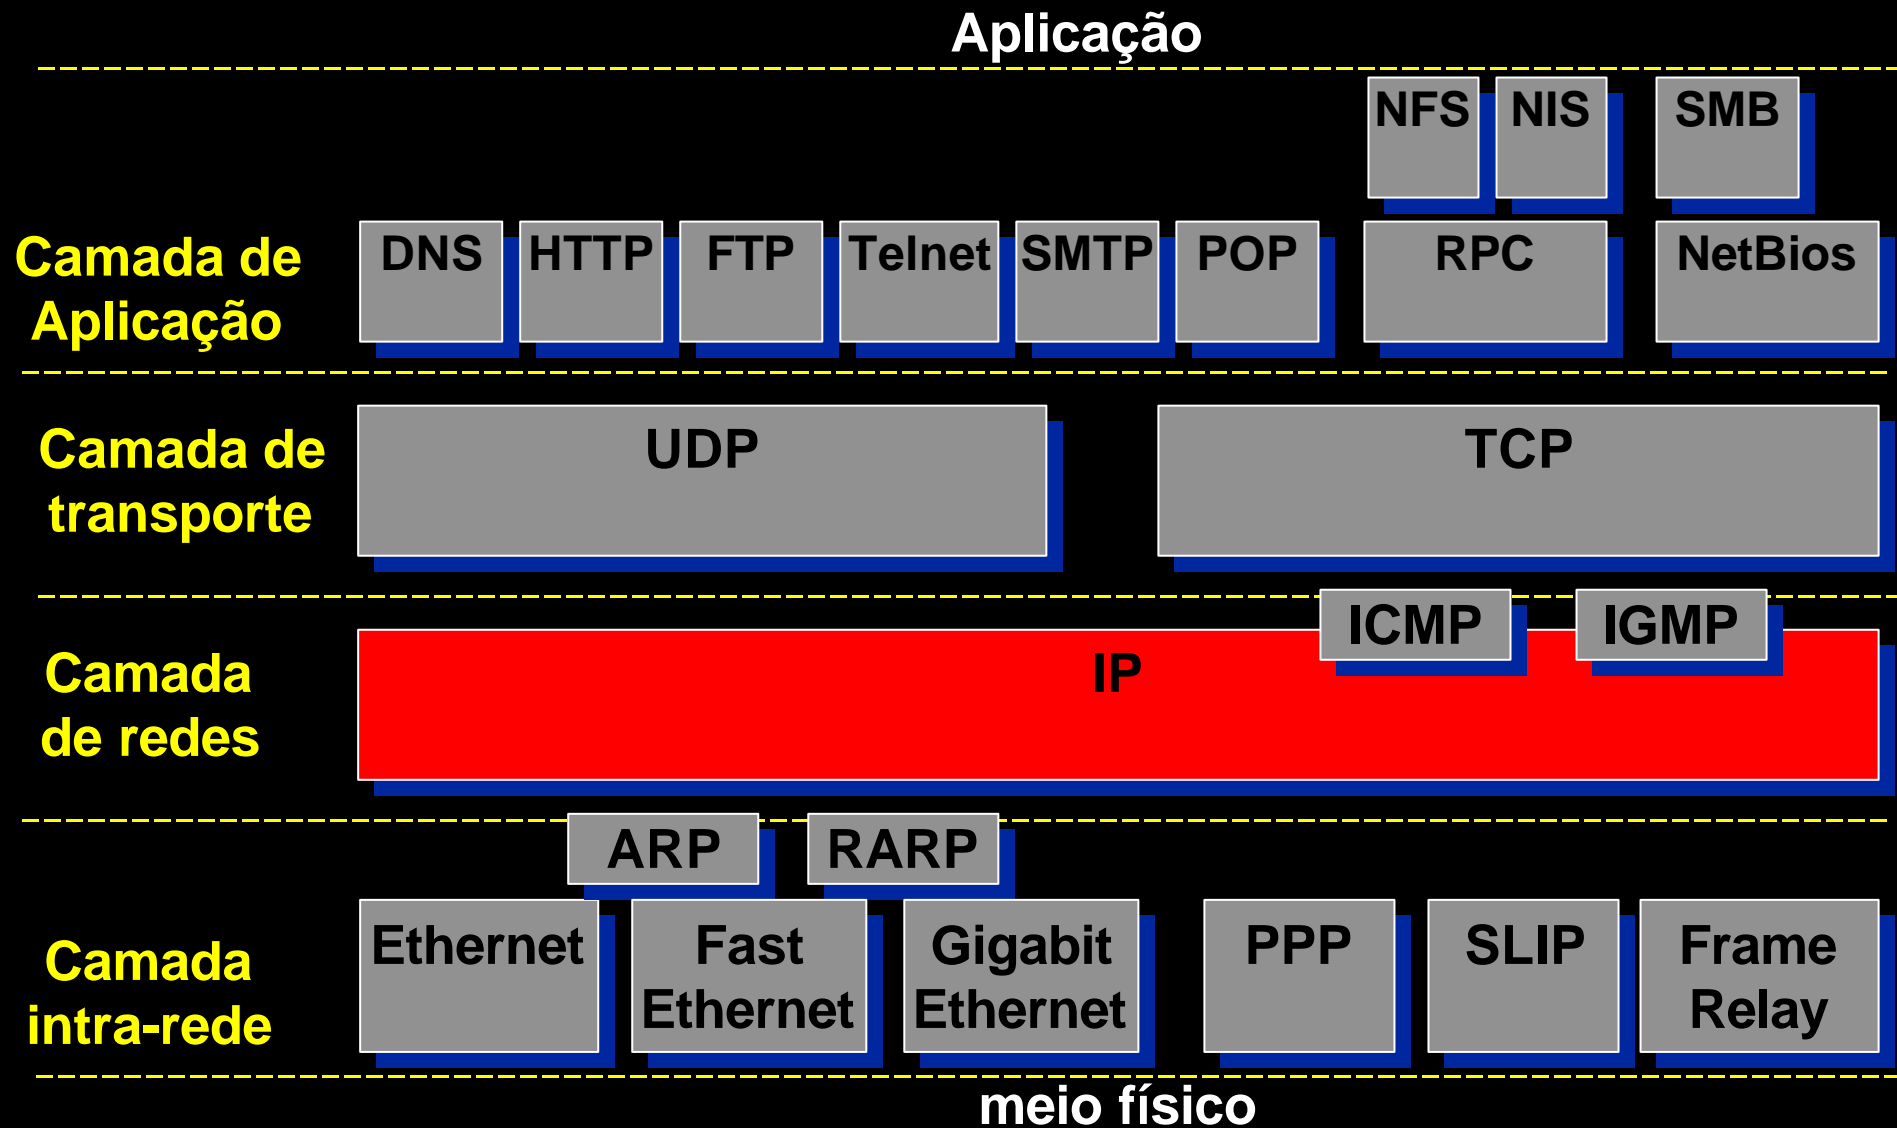 Aplicação
NFS NIS SMB
Camada de
Aplicação
DNS HTTP FTP Telnet SMTP POP RPC NetBios
Camada de
transporte
UDP TCP
ICMP IGMP
Camada
de redes
IP
ARP RARP
Camada
intra-rede
Ethernet
Fast
Ethernet
Gigabit
Ethernet
PPP
SLIP
Frame
Relay
meio físico